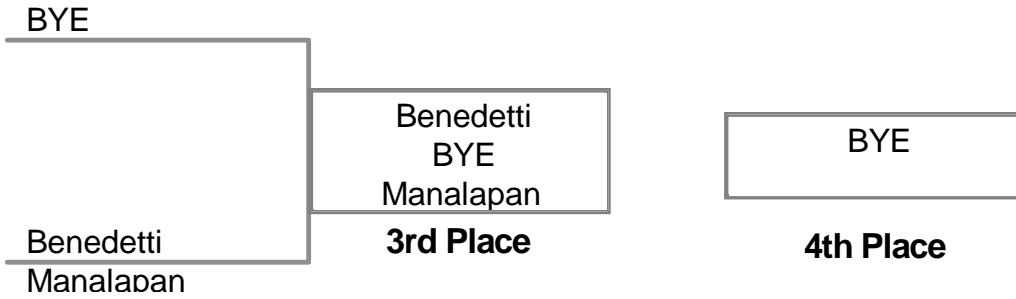 BYE
Benedetti
BYE
Manalapan
BYE
Benedetti
3rd Place
4th Place
Manalapan